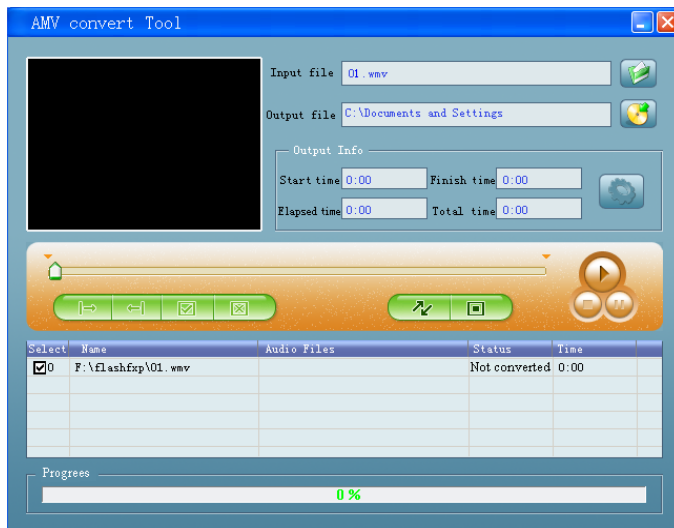 AMV convert Tool
Input file 01.wmv
Output file C:\Documents and Settings
Output Info
Start time 0:00 Finish time 0:00
Elapsed time 0:00 Total time 0:00
Select Name Audio Files Status Time
0 F:\flashfxp\01.wmv Not converted 0:00
Progrees
0 %